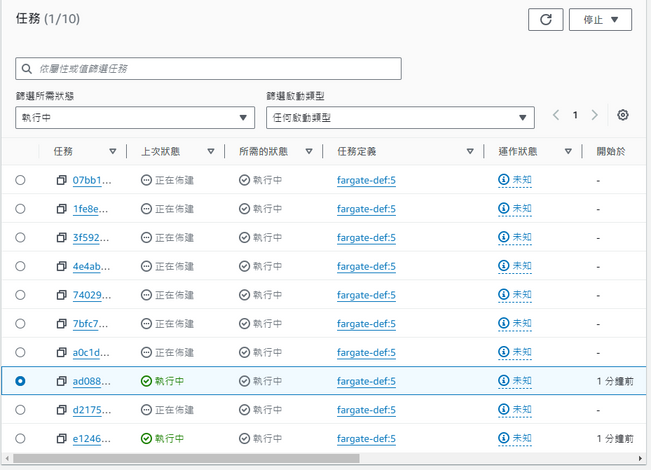 任務 (1/10)
停止
依屬性或值篩選任務
篩選所需狀態
篩選啟動類型
執行中
任何啟動類型
1
任務 上次狀態 所需的狀態 任務定義 運作狀態 開始於
07bb1... 正在佈建 執行中 fargate-def:5 未知 -
1fe8e... 正在佈建 執行中 fargate-def:5 未知 -
3f592... 正在佈建 執行中 fargate-def:5 未知 -
4e4ab... 正在佈建 執行中 fargate-def:5 未知 -
74029... 正在佈建 執行中 fargate-def:5 未知 -
7bfc7... 正在佈建 執行中 fargate-def:5 未知 -
a0c1d... 正在佈建 執行中 fargate-def:5 未知 -
ad088... 執行中 執行中 fargate-def:5 未知 1 分鐘前
d2175... 正在佈建 執行中 fargate-def:5 未知 -
e1246... 執行中 執行中 fargate-def:5 未知 1 分鐘前